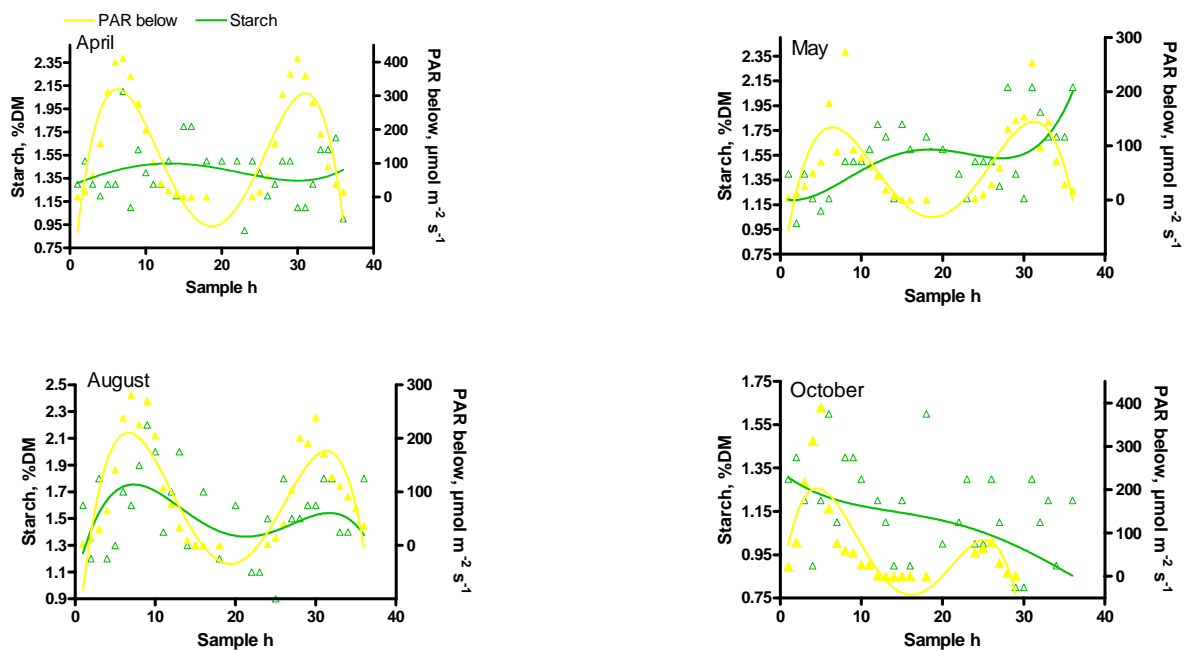 PAR below Starch
April
2.35
2.15
1.95
1.75
1.55
1.35
1.15
0.95
0.75
Starch, %DM
400
300
200
100
0
PAR below, µmol m⁻² s⁻¹
0 10 20 30 40
Sample h
May
2.35
2.15
1.95
1.75
1.55
1.35
1.15
0.95
0.75
Starch, %DM
300
200
100
0
PAR below, µmol m⁻² s⁻¹
0 10 20 30 40
Sample h
August
2.5
2.3
2.1
1.9
1.7
1.5
1.3
1.1
0.9
Starch, %DM
300
200
100
0
PAR below, µmol m⁻² s⁻¹
0 10 20 30 40
Sample h
October
1.75
1.55
1.35
1.15
0.95
0.75
Starch, %DM
400
300
200
100
0
PAR below, µmol m⁻² s⁻¹
0 10 20 30 40
Sample h